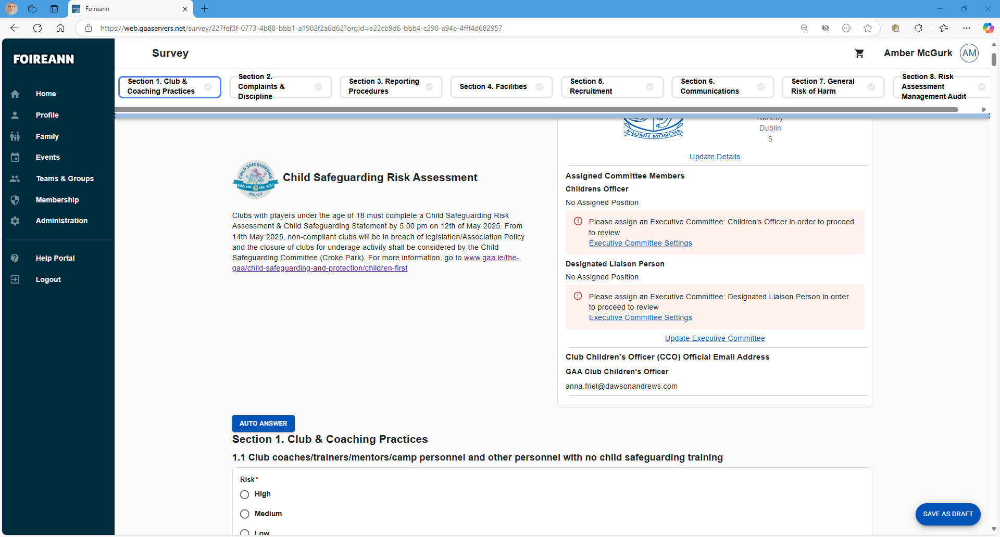 Foireann
https://web.gaaservers.net/survey/227fef3f-0773-4b88-bbb1-a1902f2a6d62?orgId=e22cb9d6-bbb4-c290-a94e-4fff4d682957
FOIREANN
Survey
Amber McGurk
AM
Section 1. Club &
Coaching Practices
Section 2.
Complaints &
Discipline
Section 3. Reporting
Procedures
Section 4. Facilities
Section 5.
Recruitment
Section 6.
Communications
Section 7. General
Risk of Harm
Section 8. Risk
Assessment
Management Audit
Home
Profile
Family
Events
Teams & Groups
Membership
Administration
Help Portal
Logout
CHILD SAFEGUARDING
POLICY
Child Safeguarding Risk Assessment
Clubs with players under the age of 18 must complete a Child Safeguarding Risk
Assessment & Child Safeguarding Statement by 5.00 pm on 12th of May 2025. From
14th May 2025, non-compliant clubs will be in breach of legislation/Association Policy
and the closure of clubs for underage activity shall be considered by the Child
Safeguarding Committee (Croke Park). For more information, go to www.gaa.ie/the-
gaa/child-safeguarding-and-protection/children-first
NAOMH MONCHA
Dublin
5
Update Details
Assigned Committee Members
Childrens Officer
No Assigned Position
Please assign an Executive Committee: Children's Officer in order to proceed
to review
Executive Committee Settings
Designated Liaison Person
No Assigned Position
Please assign an Executive Committee: Designated Liaison Person in order
to proceed to review
Executive Committee Settings
Update Executive Committee
Club Children's Officer (CCO) Official Email Address
GAA Club Children's Officer
anna.friel@dawsonandrews.com
AUTO ANSWER
Section 1. Club & Coaching Practices
1.1 Club coaches/trainers/mentors/camp personnel and other personnel with no child safeguarding training
Risk*
High
Medium
Low
SAVE AS DRAFT